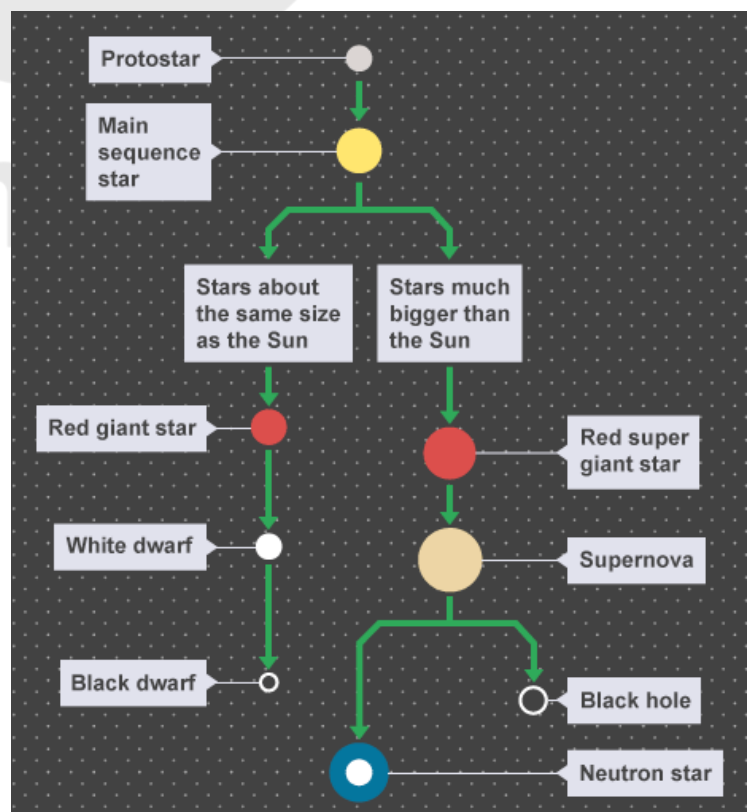 Protostar
Main
sequence
star
Stars about
the same size
as the Sun
Stars much
bigger than
the Sun
Red giant star
Red super
giant star
White dwarf
Supernova
Black dwarf
Black hole
Neutron star